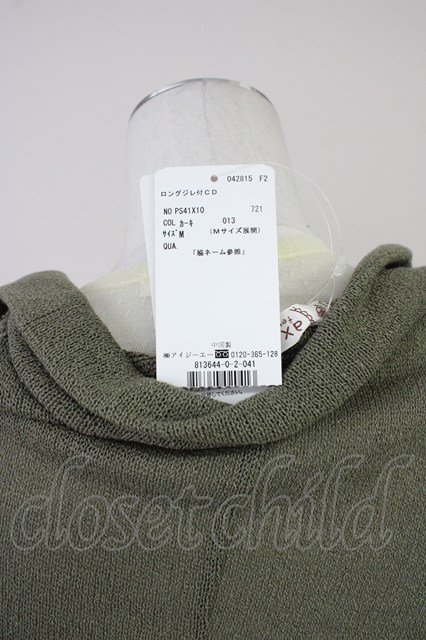 042815 F2
ロングジレ付CD
NO PS41X10 721
COL カーキ 013
ｻｲｽﾞ M (Mサイズ展開)
QUA.
「脇ネーム参照」
中国製
㈱アイジーエー 0120-365-128
813644-0-2-041
closet child